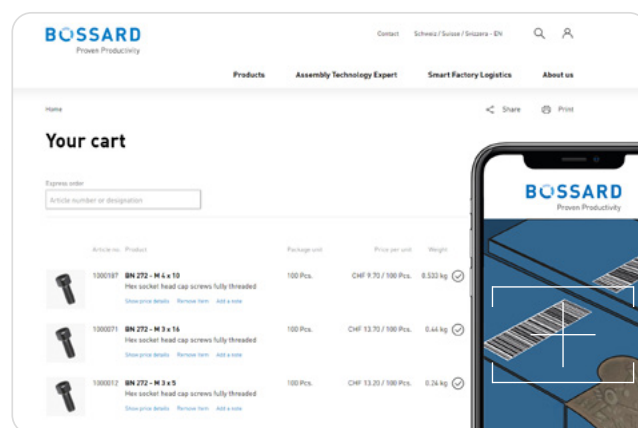 BOSSARD
Proven Productivity
Contact Schweiz / Suisse / Svizzera - EN
Products Assembly Technology Expert Smart Factory Logistics About us
Home
Share Print
Your cart
Express order
Article number or designation
Article no. Product Package unit Price per unit Weight
1000187 BN 272 - M 4 x 10 100 Pcs. CHF 9.70 / 100 Pcs. 0.533 kg
Hex socket head cap screws fully threaded
Show price details Remove item Add a note
1000071 BN 272 - M 3 x 16 100 Pcs. CHF 13.70 / 100 Pcs. 0.46 kg
Hex socket head cap screws fully threaded
Show price details Remove item Add a note
1000012 BN 272 - M 3 x 5 100 Pcs. CHF 13.20 / 100 Pcs. 0.26 kg
Hex socket head cap screws fully threaded
Show price details Remove item Add a note
BOSSARD
Proven Productivity